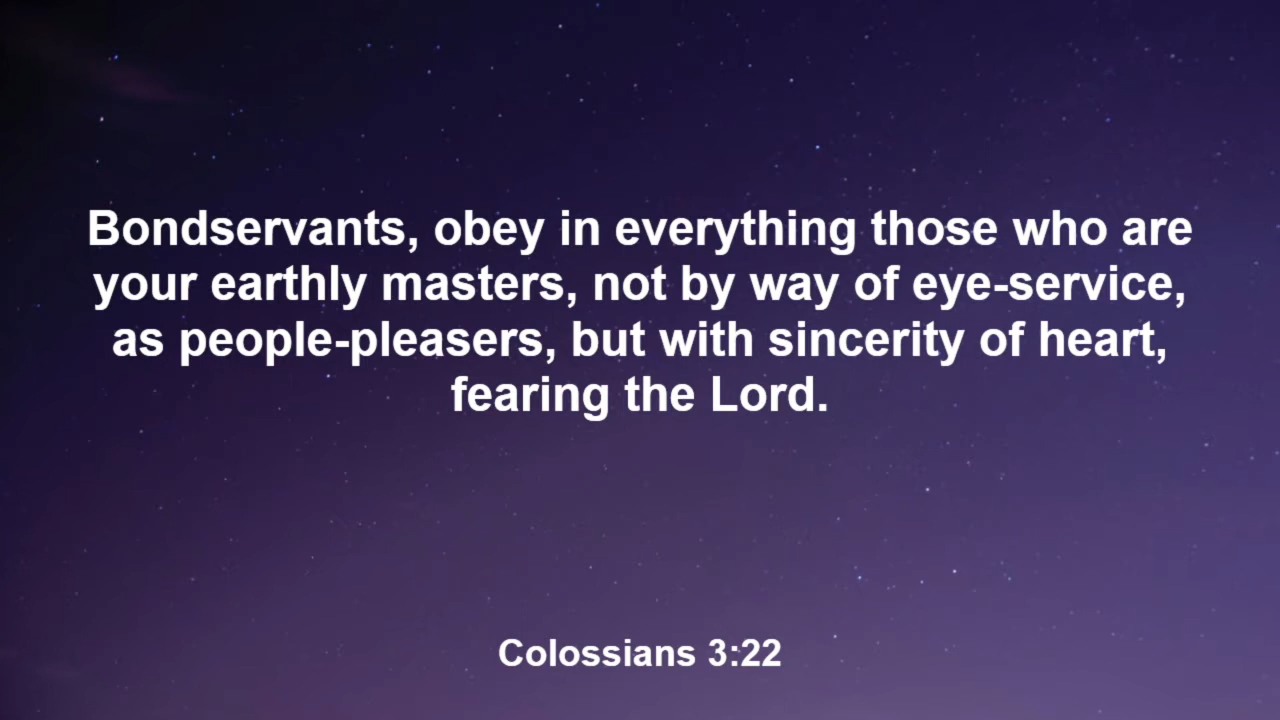 Bondservants, obey in everything those who are
your earthly masters, not by way of eye-service,
as people-pleasers, but with sincerity of heart,
fearing the Lord.
Colossians 3:22